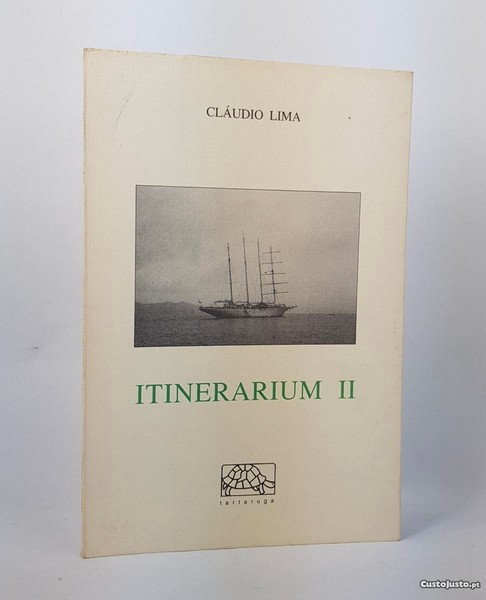 CLÁUDIO LIMA
ITINERARIUM II
tartaruga
Custojusto.pt